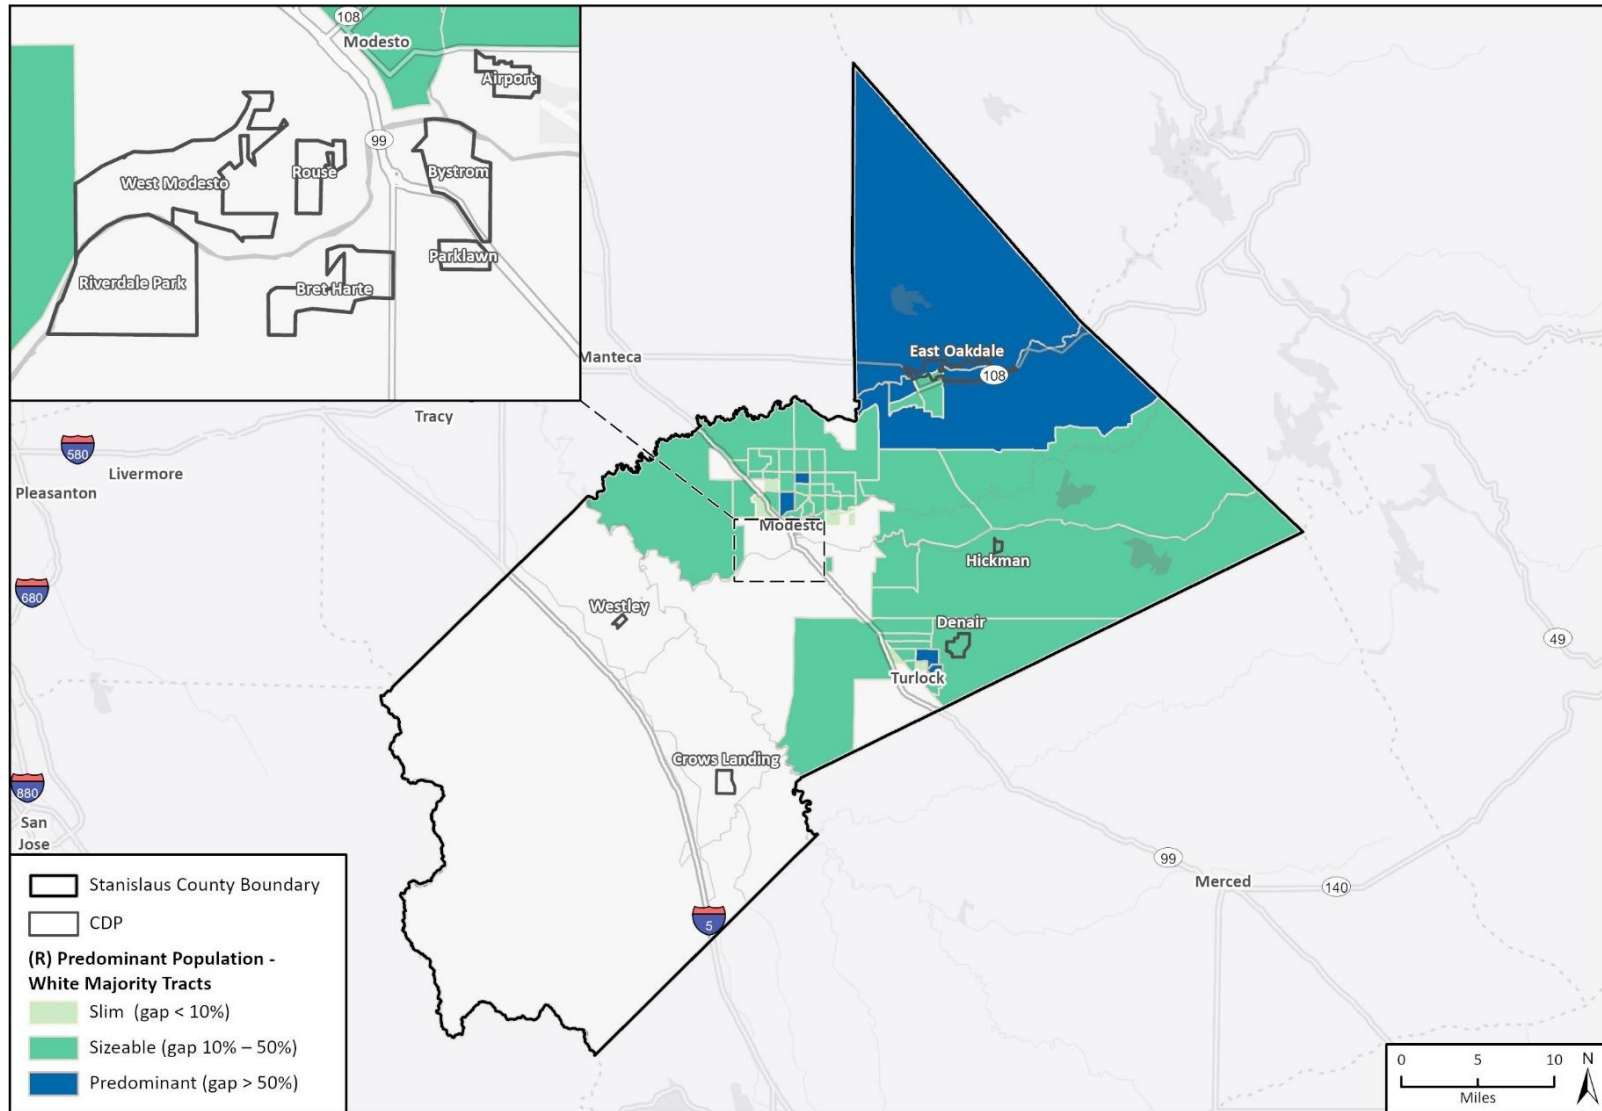 108
Modesto
Airport
99
West Modesto
Rouse
Bystrom
Parklawn
Riverdale Park
Bret Harte
Manteca
East Oakdale
108
Tracy
580
Livermore
Pleasanton
Modesto
Hickman
680
Westley
Denair
49
Turlock
Crows Landing
880
San
Jose
99
Merced
140
5
Stanislaus County Boundary
CDP
(R) Predominant Population -
White Majority Tracts
Slim (gap < 10%)
Sizeable (gap 10% – 50%)
Predominant (gap > 50%)
0 5 10
Miles
N